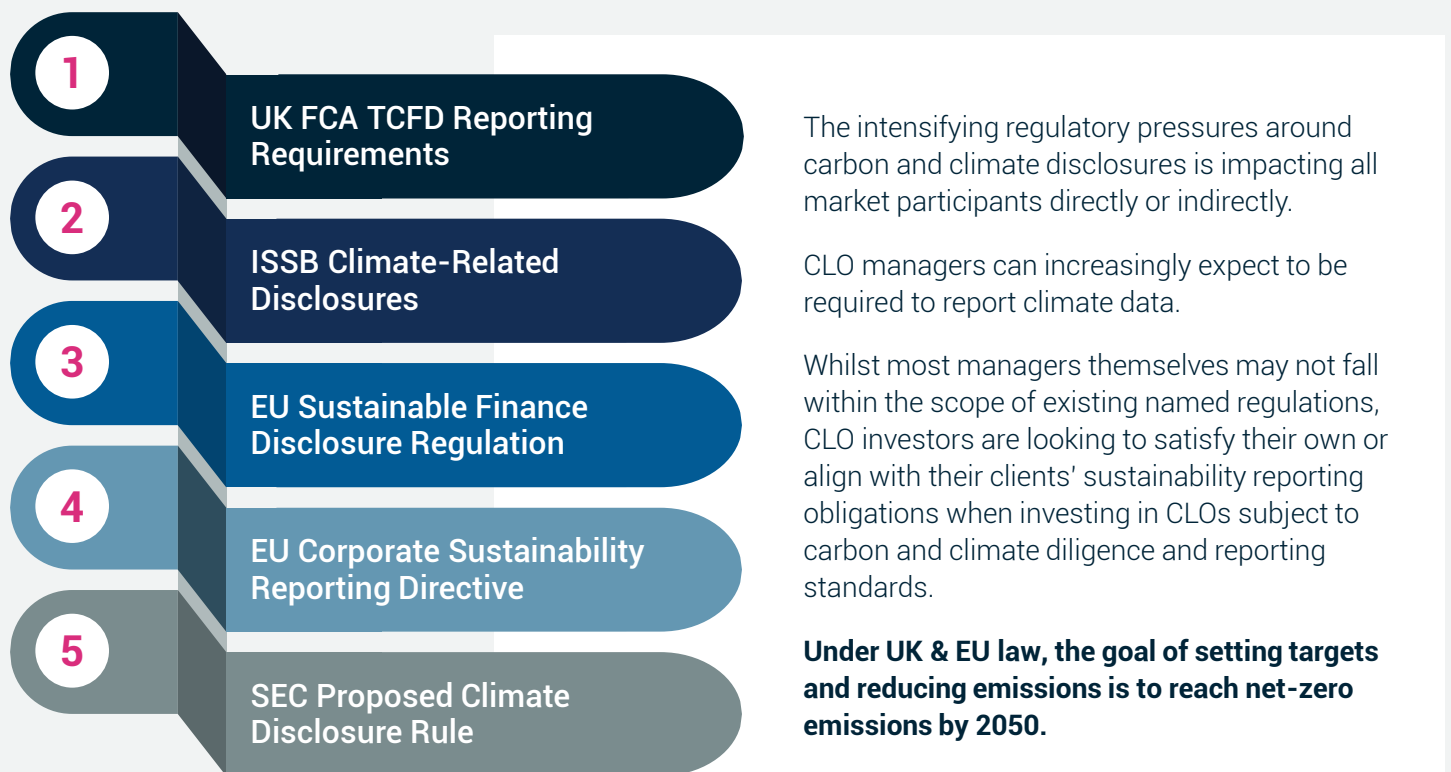 1
UK FCA TCFD Reporting
Requirements
2
ISSB Climate-Related
Disclosures
3
EU Sustainable Finance
Disclosure Regulation
4
EU Corporate Sustainability
Reporting Directive
5
SEC Proposed Climate
Disclosure Rule
The intensifying regulatory pressures around
carbon and climate disclosures is impacting all
market participants directly or indirectly.
CLO managers can increasingly expect to be
required to report climate data.
Whilst most managers themselves may not fall
within the scope of existing named regulations,
CLO investors are looking to satisfy their own or
align with their clients' sustainability reporting
obligations when investing in CLOs subject to
carbon and climate diligence and reporting
standards.
Under UK & EU law, the goal of setting targets
and reducing emissions is to reach net-zero
emissions by 2050.